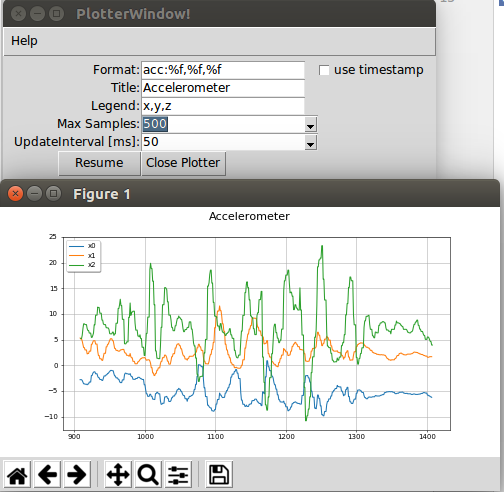 PlotterWindow!
Help
Format: acc:%f,%f,%f use timestamp
Title: Accelerometer
Legend: x,y,z
Max Samples: 500
UpdateInterval [ms]: 50
Resume Close Plotter
Figure 1
Accelerometer
25
20
15
10
5
0
−5
−10
x0
x1
x2
900 1000 1100 1200 1300 1400